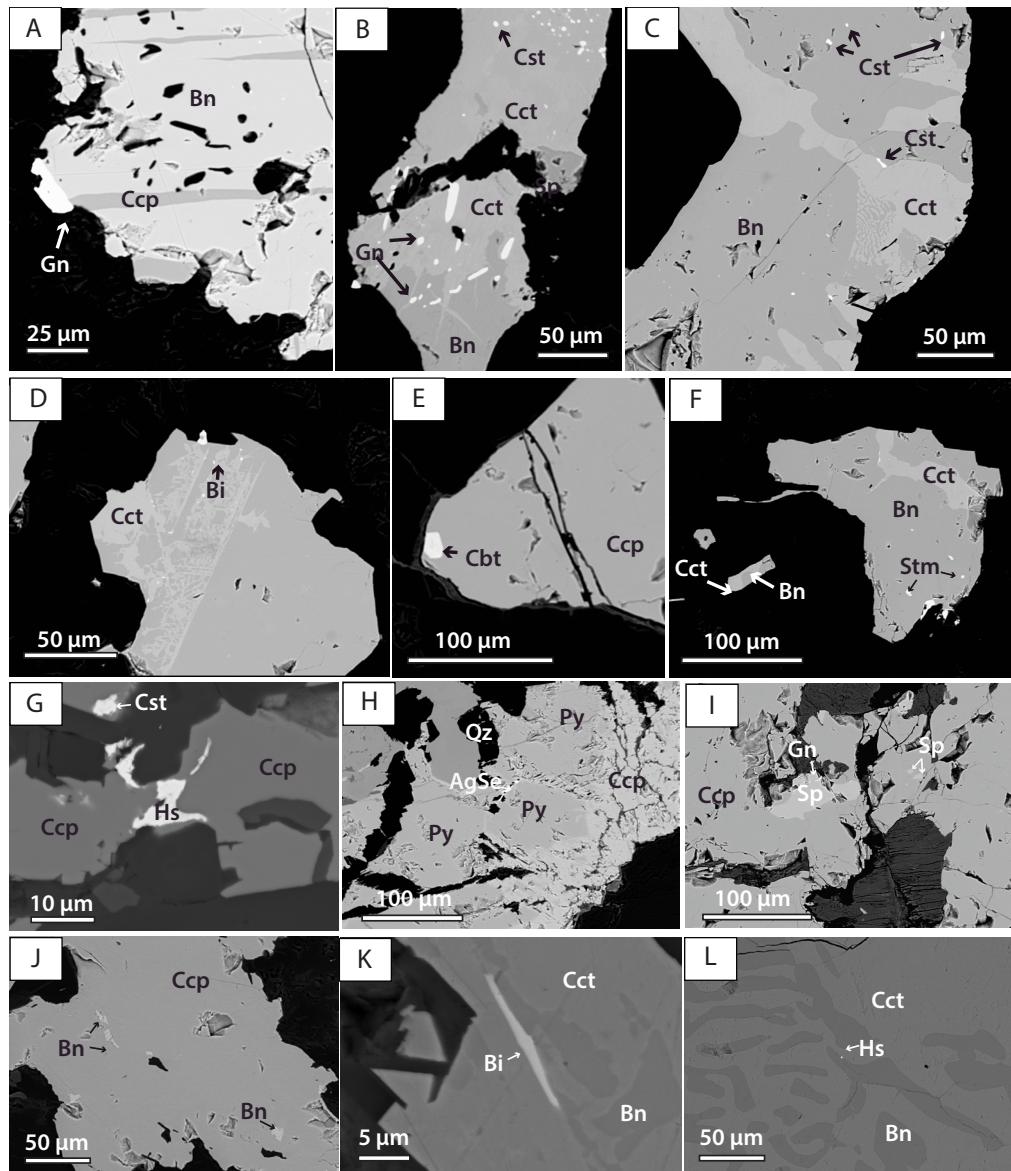 A
Bn
Ccp
Gn
25 µm
B
Cst
Cct
Sp
Cct
Gn
Bn
50 µm
C
Cst
Cst
Cct
Bn
50 µm
D
Bi
Cct
50 µm
E
Cbt
Ccp
100 µm
F
Cct
Bn
Stm
Cct
Bn
100 µm
G
Cst
Ccp
Hs
Ccp
10 µm
H
Py
Qz
Ccp
AgSe
Py
Py
100 µm
I
Gn
Sp
Sp
Ccp
100 µm
J
Ccp
Bn
Bn
50 µm
K
Cct
Bi
Bn
5 µm
L
Cct
Hs
Bn
50 µm